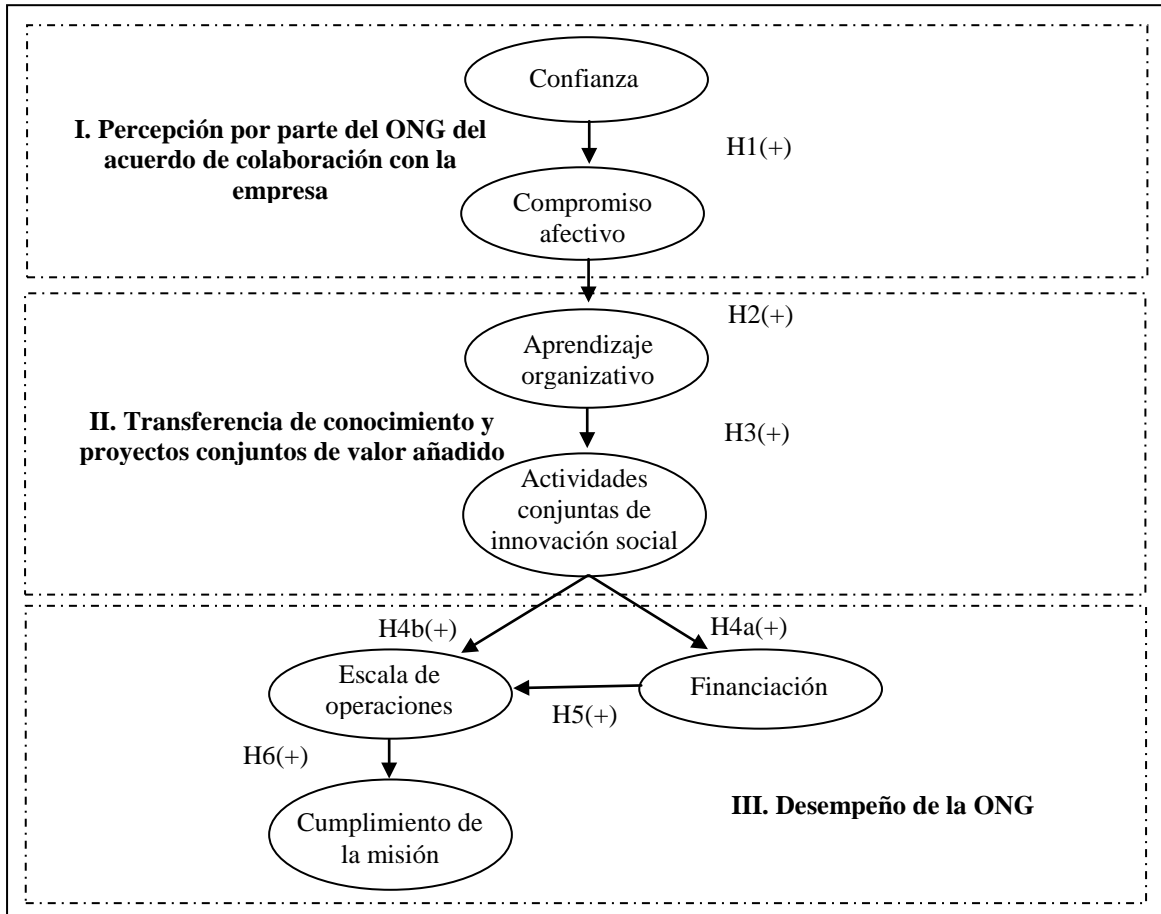 Confianza
I. Percepción por parte del ONG del
acuerdo de colaboración con la
empresa
H1(+)
Compromiso
afectivo
H2(+)
Aprendizaje
organizativo
II. Transferencia de conocimiento y
proyectos conjuntos de valor añadido
H3(+)
Actividades
conjuntas de
innovación social
H4b(+)
H4a(+)
Escala de
operaciones
Financiación
H5(+)
H6(+)
III. Desempeño de la ONG
Cumplimiento de
la misión